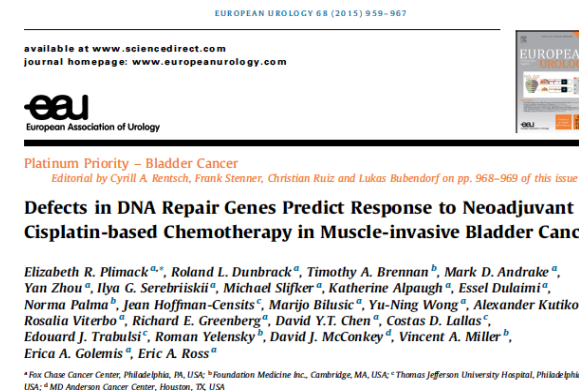 EUROPEAN UROLOGY 68 (2015) 959–967
available at www.sciencedirect.com
journal homepage: www.europeanurology.com
EUROPEAN
UROLOGY
eau
European Association of Urology
Platinum Priority – Bladder Cancer
Editorial by Cyrill A. Rentsch, Frank Stenner, Christian Ruiz and Lukas Bubendorf on pp. 968–969 of this issue
Defects in DNA Repair Genes Predict Response to Neoadjuvant
Cisplatin-based Chemotherapy in Muscle-invasive Bladder Canc
Elizabeth R. Plimack a,*, Roland L. Dunbrack a, Timothy A. Brennan b, Mark D. Andrake a,
Yan Zhou a, Ilya G. Serebriiskii a, Michael Slifker a, Katherine Alpaugh a, Essel Dulaimi a,
Norma Palma b, Jean Hoffman-Censits c, Marijo Bilusic a, Yu-Ning Wong a, Alexander Kutiko
Rosalia Viterbo a, Richard E. Greenberg a, David Y.T. Chen a, Costas D. Lallas c,
Edouard J. Trabulsi c, Roman Yelensky b, David J. McConkey d, Vincent A. Miller b,
Erica A. Golemis a, Eric A. Ross a
a Fox Chase Cancer Center, Philadelphia, PA, USA; b Foundation Medicine Inc., Cambridge, MA, USA; c Thomas Jefferson University Hospital, Philadelphi
USA; d MD Anderson Cancer Center, Houston, TX, USA